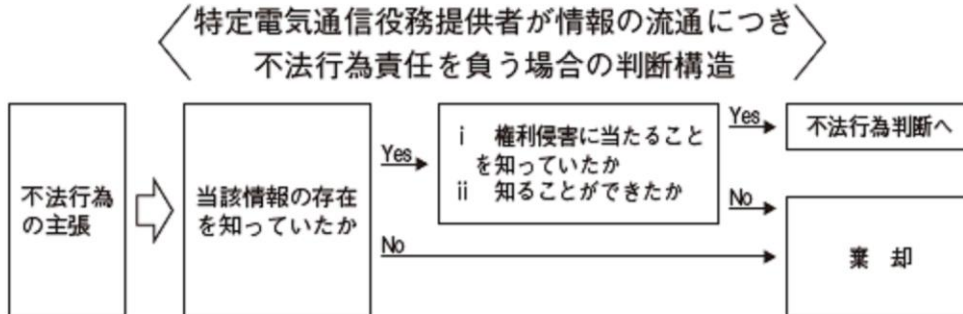 特定電気通信役務提供者が情報の流通につき
不法行為責任を負う場合の判断構造
不法行為
の主張
当該情報の存在
を知っていたか
Yes
No
ⅰ 権利侵害に当たること
を知っていたか
ⅱ 知ることができたか
Yes
No
不法行為判断へ
棄 却